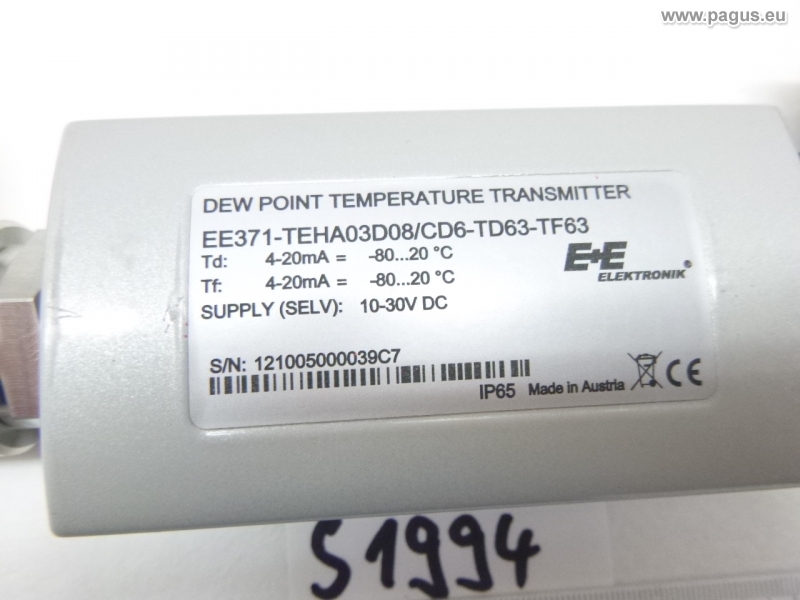 www.pagus.eu
DEW POINT TEMPERATURE TRANSMITTER
EE371-TEHA03D08/CD6-TD63-TF63
Td: 4-20mA = -80...20 °C
Tf: 4-20mA = -80...20 °C
E+E
ELEKTRONIK®
SUPPLY (SELV): 10-30V DC
S/N: 121005000039C7
IP65 Made in Austria CE
51994